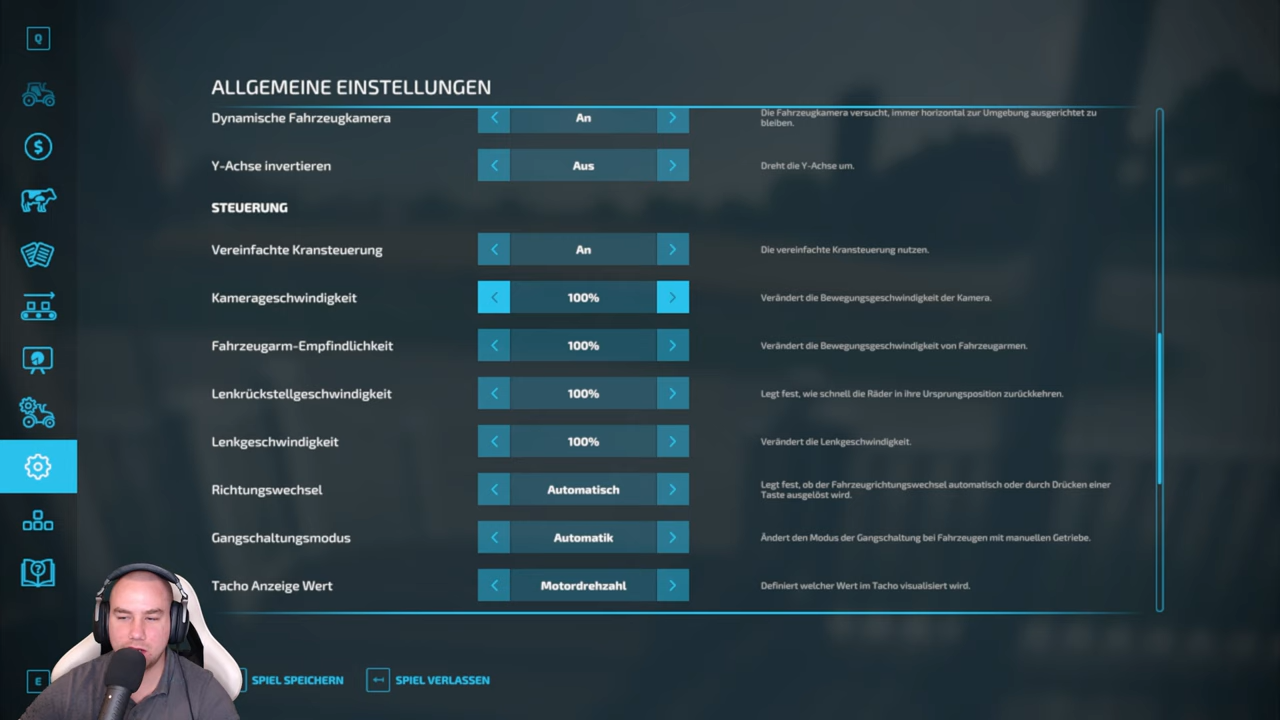 Q
ALLGEMEINE EINSTELLUNGEN
Dynamische Fahrzeugkamera
An
Die Fahrzeugkamera versucht, immer horizontal zur Umgebung ausgerichtet zu
bleiben.
Y-Achse invertieren
Aus
Dreht die Y-Achse um.
STEUERUNG
Vereinfachte Kransteuerung
An
Die vereinfachte Kransteuerung nutzen.
Kamerageschwindigkeit
100%
Verändert die Bewegungsgeschwindigkeit der Kamera.
Fahrzeugarm-Empfindlichkeit
100%
Verändert die Bewegungsgeschwindigkeit von Fahrzeugarmen.
Lenkrückstellgeschwindigkeit
100%
Legt fest, wie schnell die Räder in ihre Ursprungsposition zurückkehren.
Lenkgeschwindigkeit
100%
Verändert die Lenkgeschwindigkeit.
Richtungswechsel
Automatisch
Legt fest, ob der Fahrzeugrichtungswechsel automatisch oder durch Drücken einer
Taste ausgelöst wird.
Gangschaltungsmodus
Automatik
Ändert den Modus der Gangschaltung bei Fahrzeugen mit manuellen Getriebe.
Tacho Anzeige Wert
Motordrehzahl
Definiert welcher Wert im Tacho visualisiert wird.
E
SPIEL SPEICHERN
SPIEL VERLASSEN